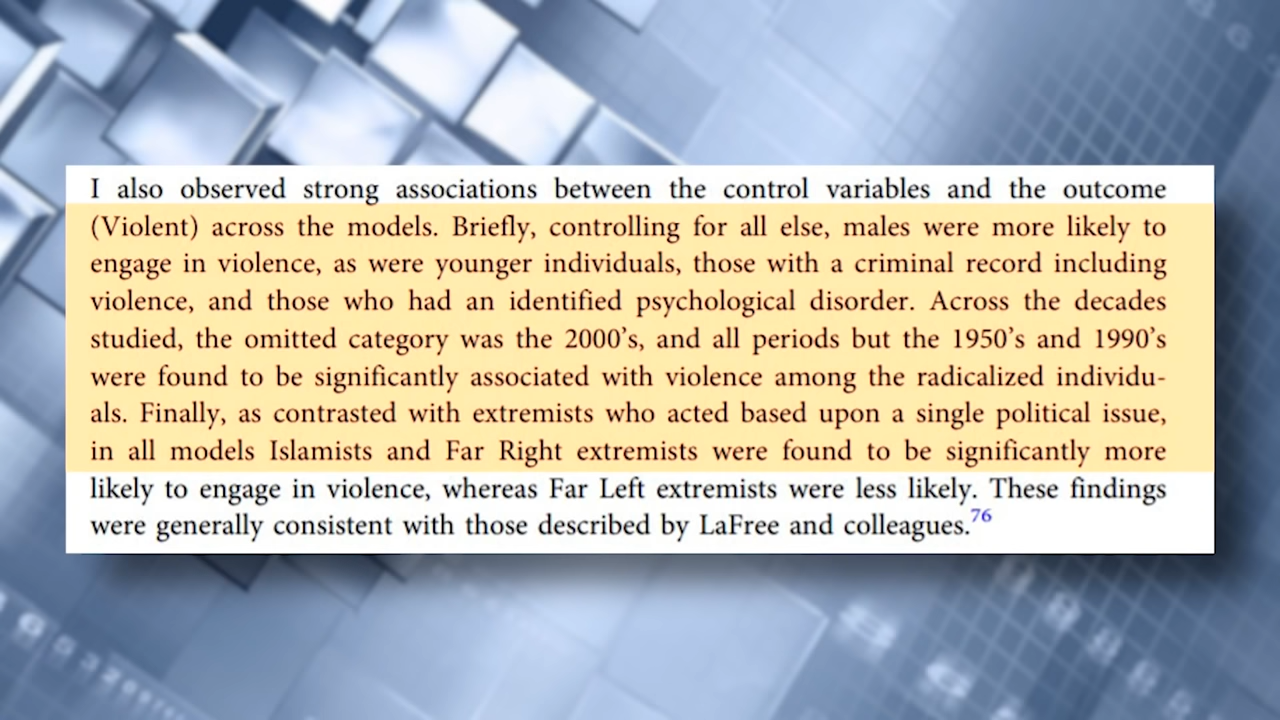 I also observed strong associations between the control variables and the outcome
(Violent) across the models. Briefly, controlling for all else, males were more likely to
engage in violence, as were younger individuals, those with a criminal record including
violence, and those who had an identified psychological disorder. Across the decades
studied, the omitted category was the 2000’s, and all periods but the 1950’s and 1990’s
were found to be significantly associated with violence among the radicalized individu-
als. Finally, as contrasted with extremists who acted based upon a single political issue,
in all models Islamists and Far Right extremists were found to be significantly more
likely to engage in violence, whereas Far Left extremists were less likely. These findings
were generally consistent with those described by LaFree and colleagues.76